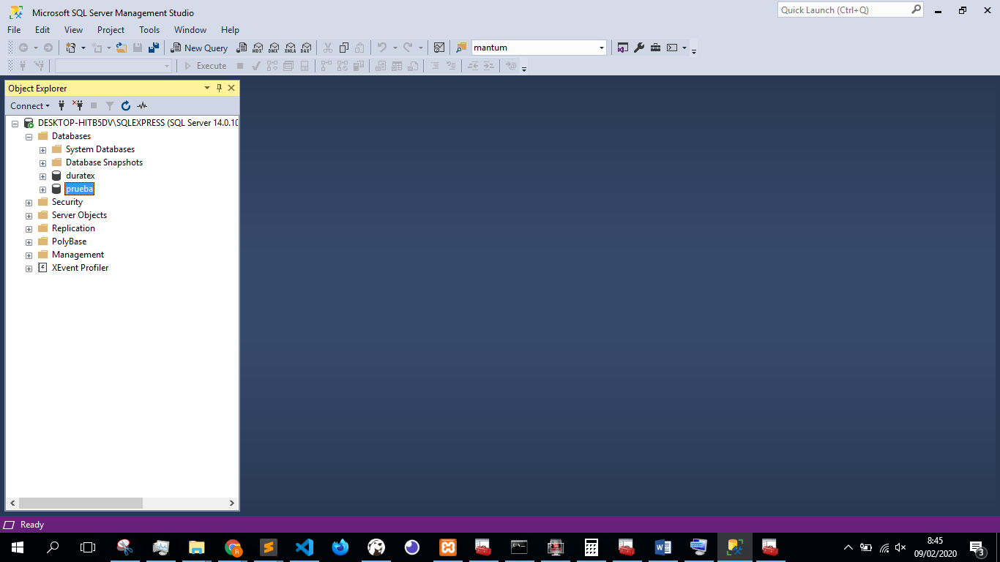 Microsoft SQL Server Management Studio
Quick Launch (Ctrl+Q)
File Edit View Project Tools Window Help
New Query MDX DMX XMLA DAX mantum
Execute
Object Explorer
Connect
DESKTOP-HITB5DV\SQLEXPRESS (SQL Server 14.0.10
Databases
System Databases
Database Snapshots
duratex
prueba
Security
Server Objects
Replication
PolyBase
Management
XEvent Profiler
Ready
8:45
09/02/2020
3